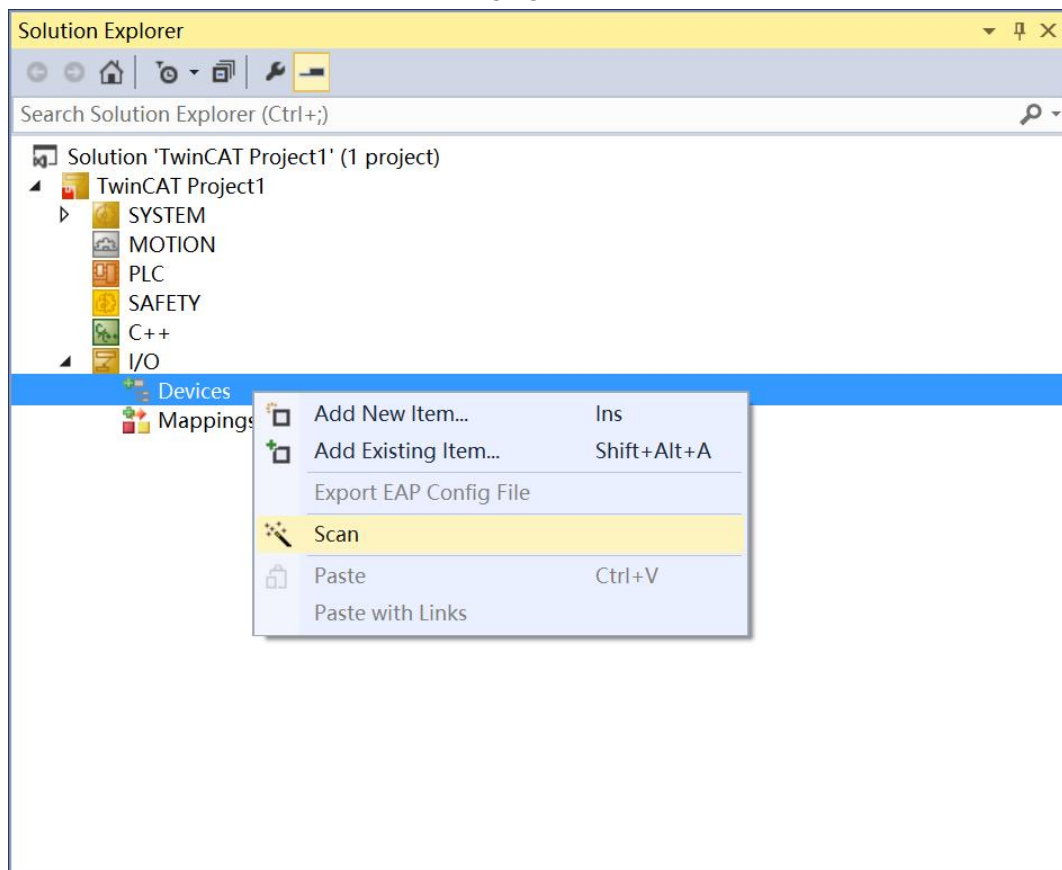 Solution Explorer
Search Solution Explorer (Ctrl+;)
Solution 'TwinCAT Project1' (1 project)
TwinCAT Project1
SYSTEM
MOTION
PLC
SAFETY
C++
I/O
Devices
Mappings
Add New Item... Ins
Add Existing Item... Shift+Alt+A
Export EAP Config File
Scan
Paste Ctrl+V
Paste with Links